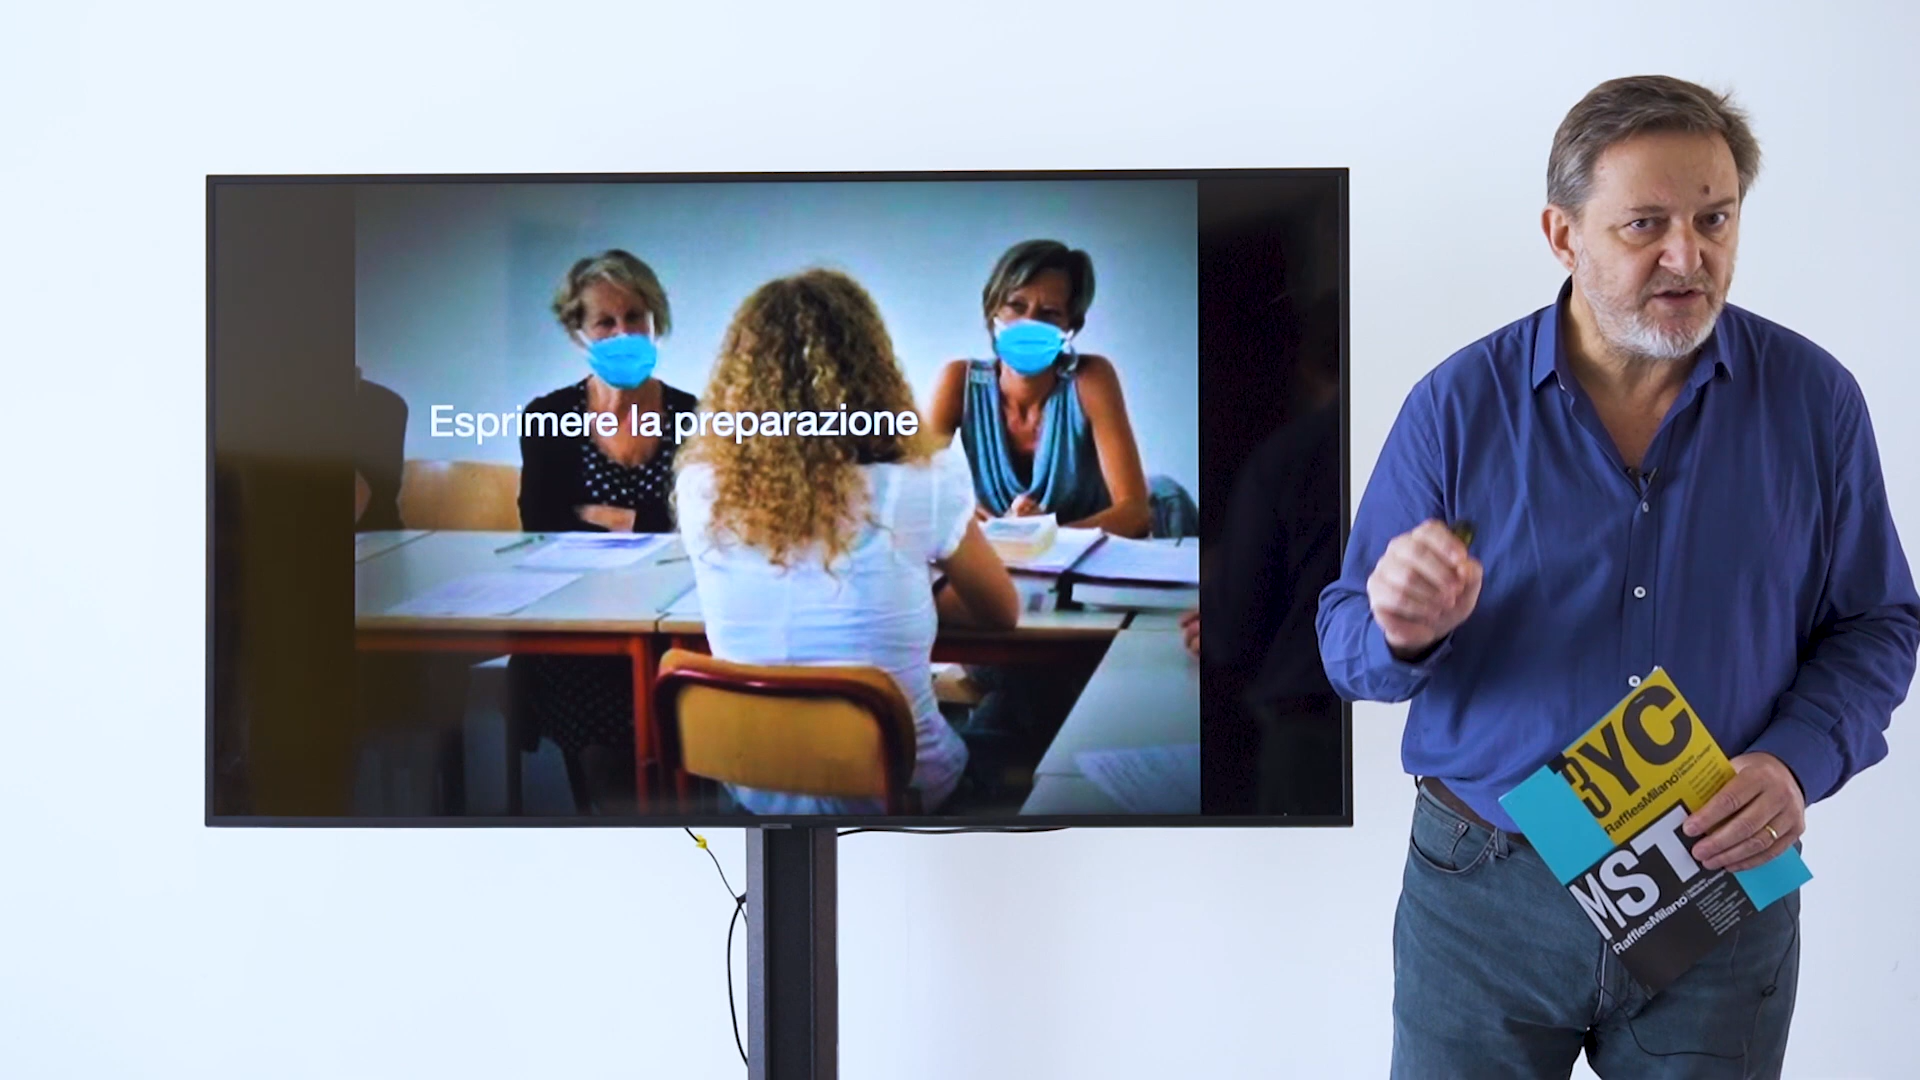 Esprimere la preparazione
3YC
RafflesMilano
MST
RafflesMilano